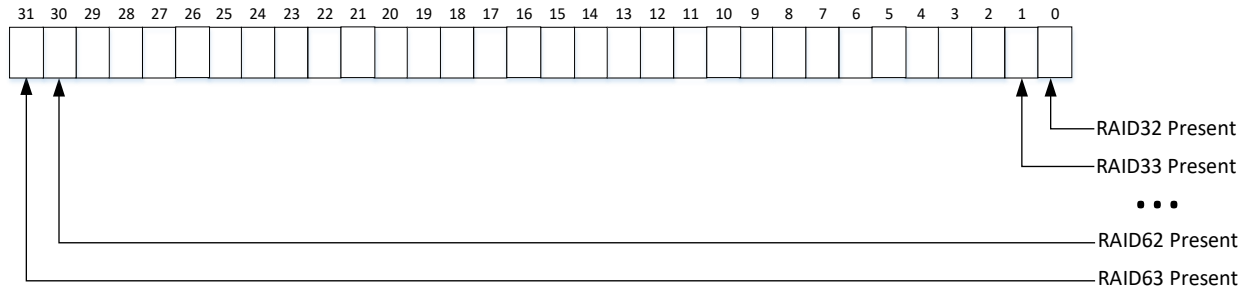 31 30 29 28 27 26 25 24 23 22 21 20 19 18 17 16 15 14 13 12 11 10 9 8 7 6 5 4 3 2 1 0
RAID32 Present
RAID33 Present
...
RAID62 Present
RAID63 Present